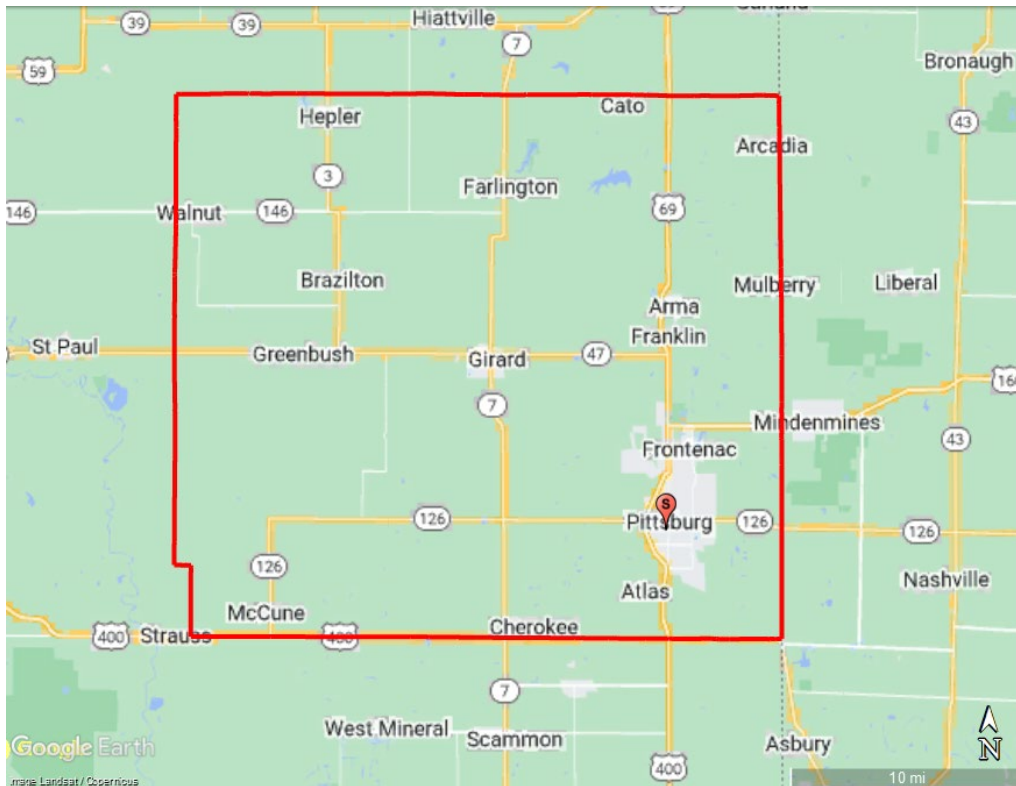 Hiattville
39
39
7
59
Bronaugh
Cato
Hepler
43
Arcadia
3
Farlington
146
Walnut
146
69
Brazilton
Mulberry
Liberal
Arma
Franklin
St Paul
Greenbush
Girard
47
7
Mindenmines
43
Frontenac
S
126
Pittsburg
126
126
126
Nashville
Atlas
McCune
400
Strauss
400
Cherokee
7
West Mineral
Scammon
Asbury
N
Google Earth
400
Image Landsat / Copernicus
10 mi